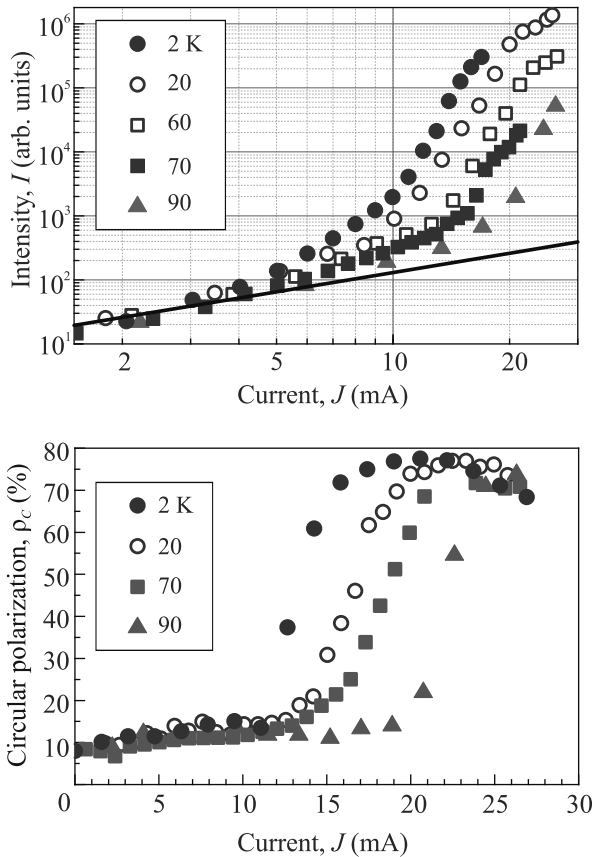 Intensity, I (arb. units)
10⁶
10⁵
10⁴
10³
10²
10¹
2 K
20
60
70
90
2 5 10 20
Current, J (mA)
Circular polarization, ρc (%)
80
70
60
50
40
30
20
10
2 K
20
70
90
0 5 10 15 20 25 30
Current, J (mA)